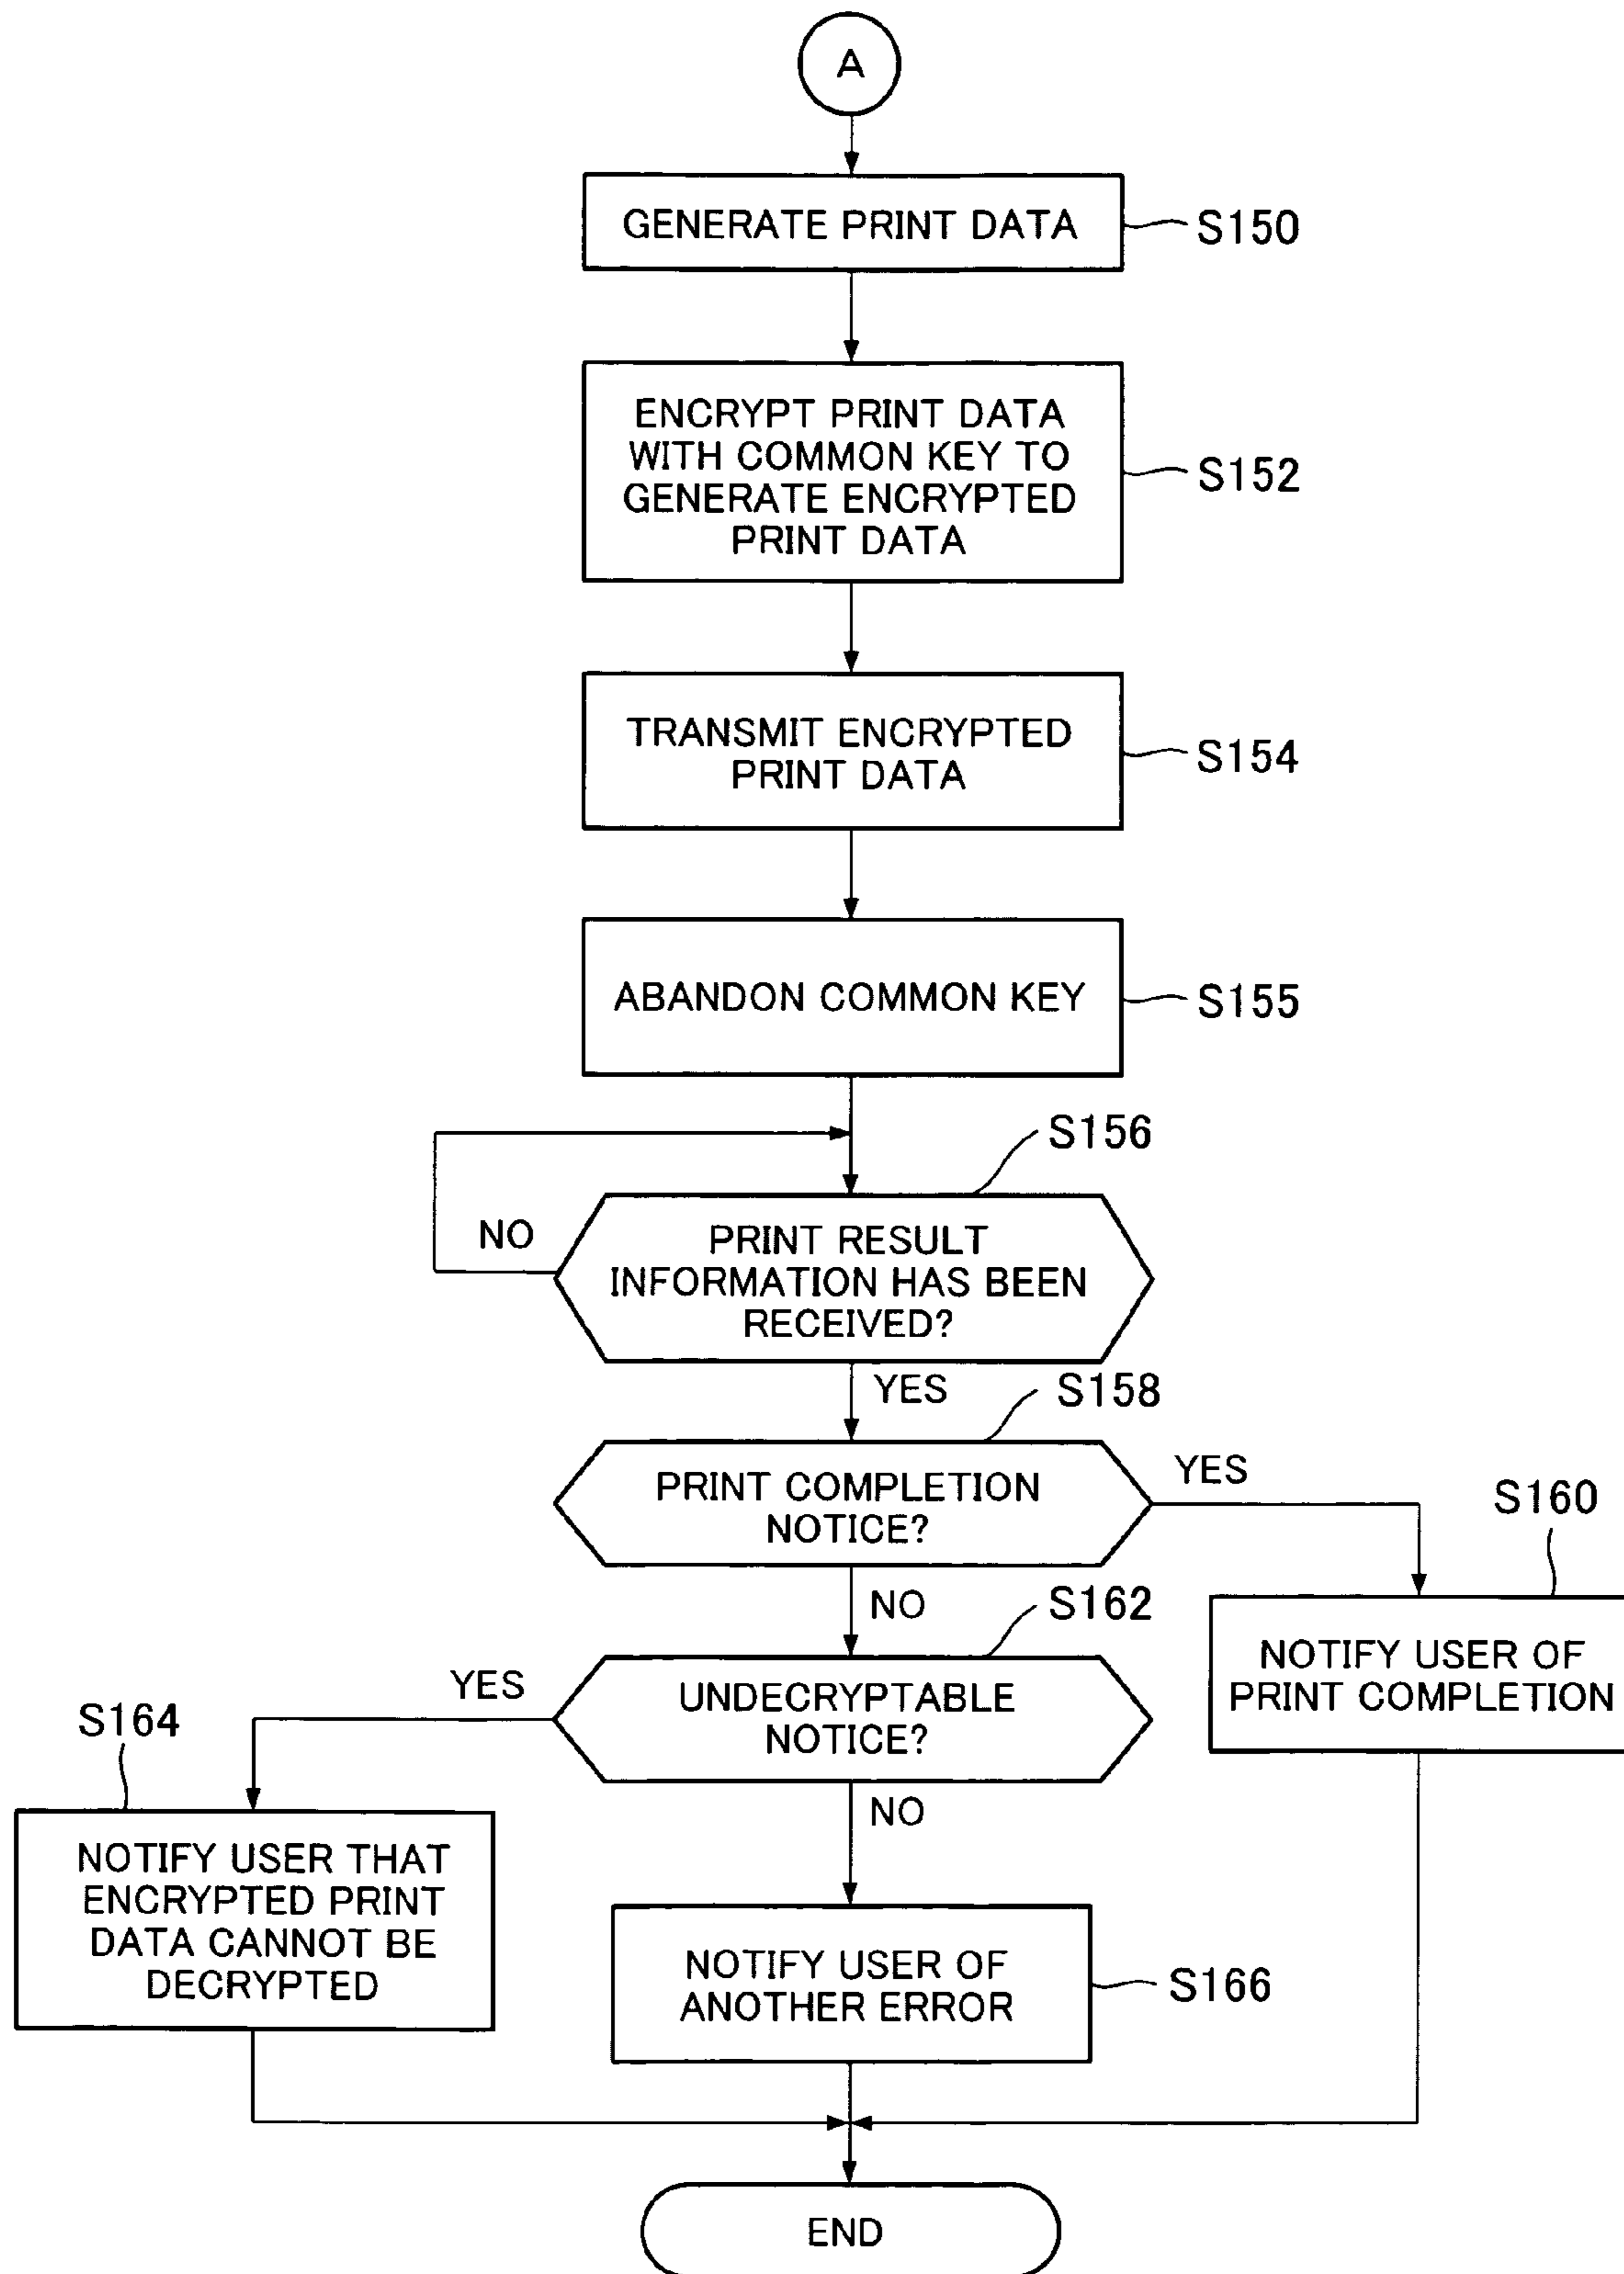 A
GENERATE PRINT DATA
S150
ENCRYPT PRINT DATA
WITH COMMON KEY TO
GENERATE ENCRYPTED
PRINT DATA
S152
TRANSMIT ENCRYPTED
PRINT DATA
S154
ABANDON COMMON KEY
S155
S156
NO
PRINT RESULT
INFORMATION HAS BEEN
RECEIVED?
YES
S158
PRINT COMPLETION
NOTICE?
YES
S160
NOTIFY USER OF
PRINT COMPLETION
NO
S162
UNDECRYPTABLE
NOTICE?
YES
S164
NOTIFY USER THAT
ENCRYPTED PRINT
DATA CANNOT BE
DECRYPTED
NO
NOTIFY USER OF
ANOTHER ERROR
S166
END